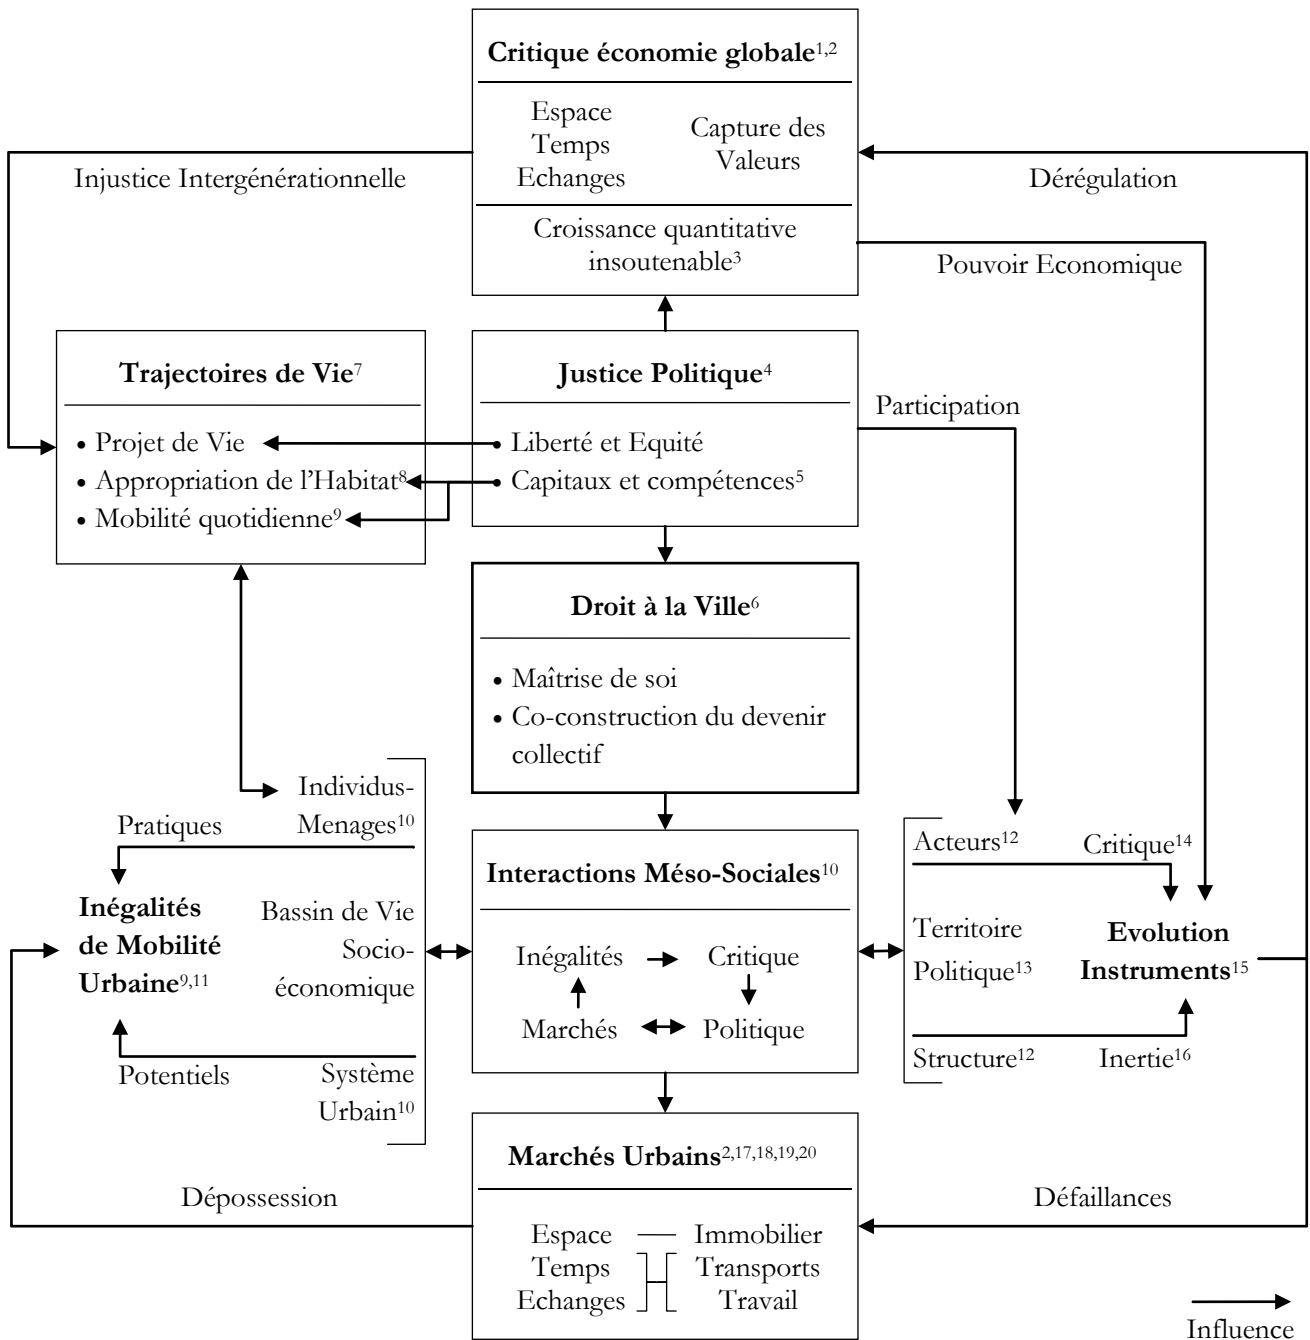 Critique économie globale1,2
Espace
Temps
Echanges
Capture des
Valeurs
Croissance quantitative
insoutenable3
Injustice Intergénérationnelle
Dérégulation
Pouvoir Economique
Trajectoires de Vie7
• Projet de Vie
• Appropriation de l'Habitat8
• Mobilité quotidienne9
Justice Politique4
• Liberté et Equité
• Capitaux et compétences5
Participation
Droit à la Ville6
• Maîtrise de soi
• Co-construction du devenir
collectif
Individus-
Menages10
Pratiques
Inégalités
de Mobilité
Urbaine9,11
Bassin de Vie
Socio-
économique
Potentiels
Système
Urbain10
Interactions Méso-Sociales10
Inégalités
Critique
Marchés
Politique
Acteurs12
Critique14
Territoire
Politique13
Evolution
Instruments15
Structure12
Inertie16
Marchés Urbains2,17,18,19,20
Espace
Temps
Echanges
Immobilier
Transports
Travail
Dépossession
Défaillances
Influence